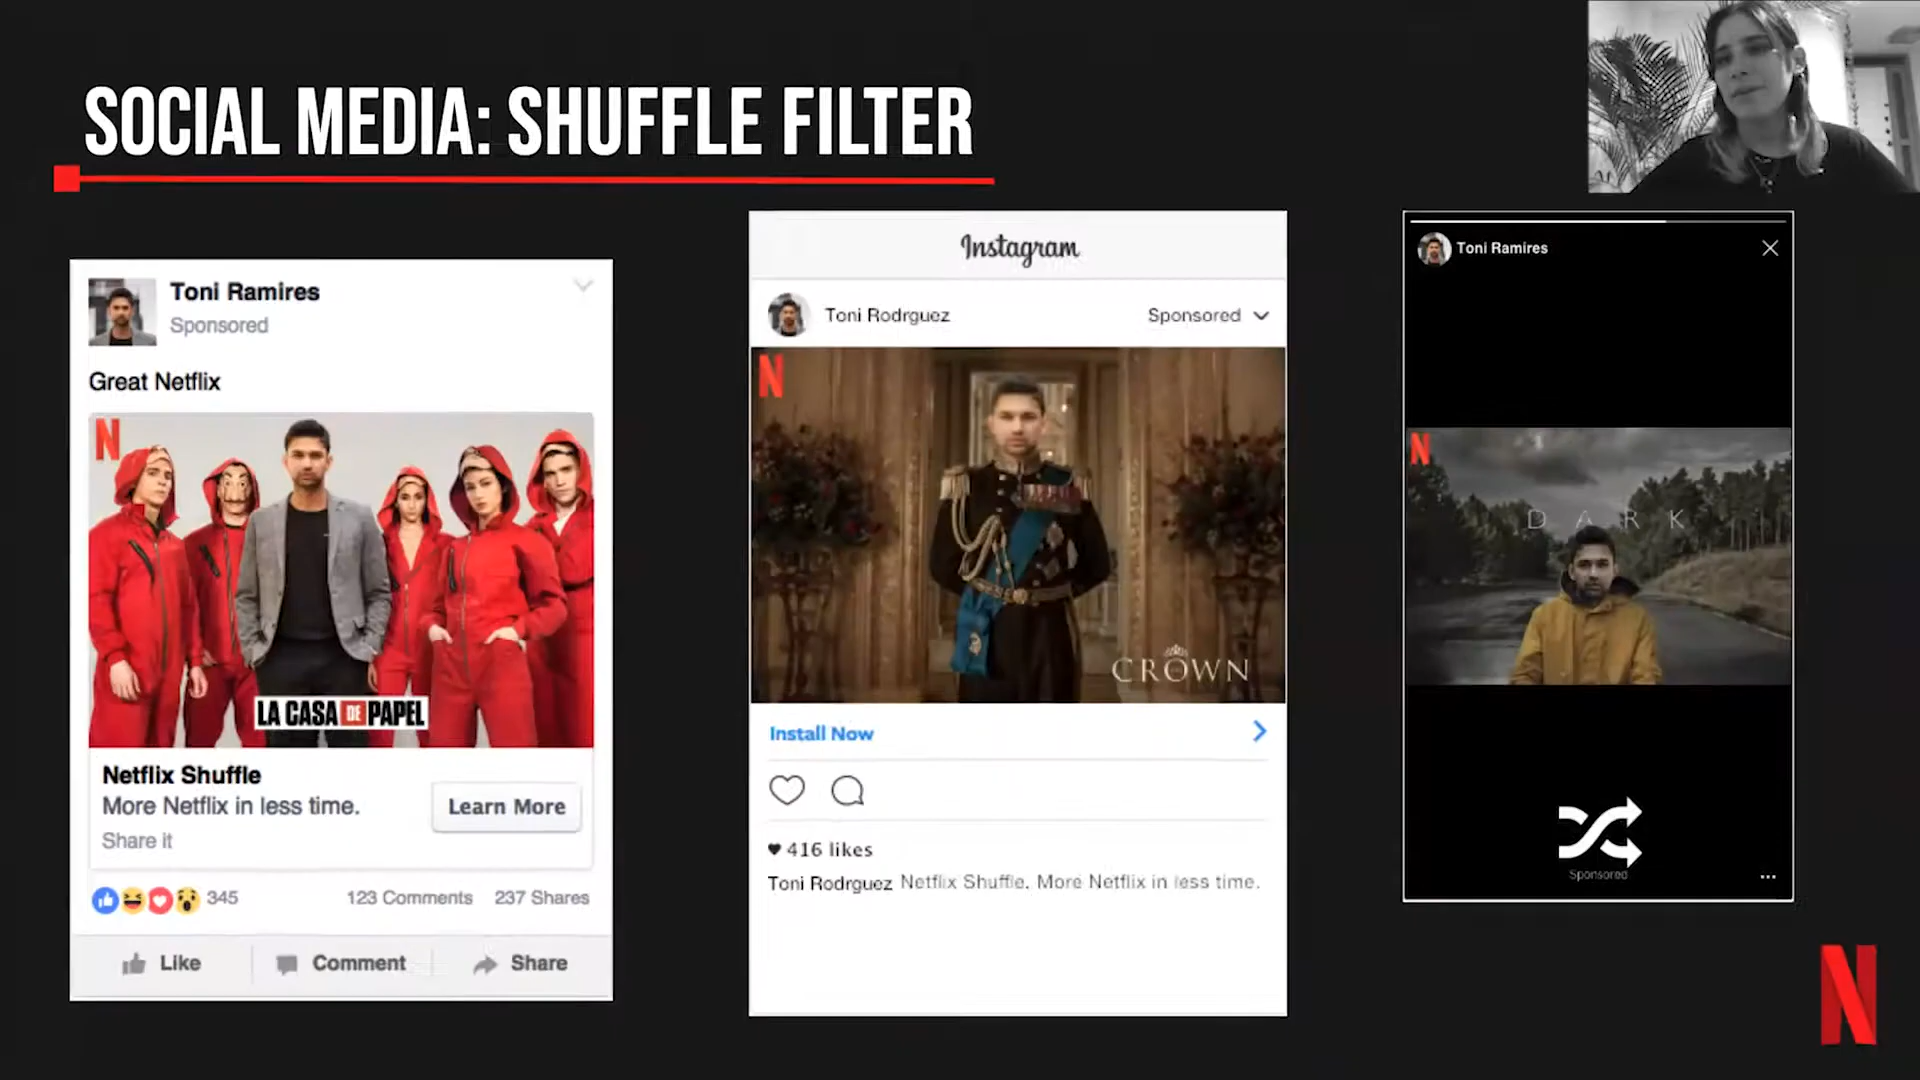 SOCIAL MEDIA: SHUFFLE FILTER
Toni Ramires
Sponsored
Great Netflix
N
LA CASA DE PAPEL
Netflix Shuffle
More Netflix in less time.
Share it
Learn More
345
123 Comments
237 Shares
Like
Comment
Share
Instagram
Toni Rodrguez
Sponsored
N
CROWN
Install Now
416 likes
Toni Rodrguez Netflix Shuffle. More Netflix in less time.
Toni Ramires
N
DARK
Sponsored
N